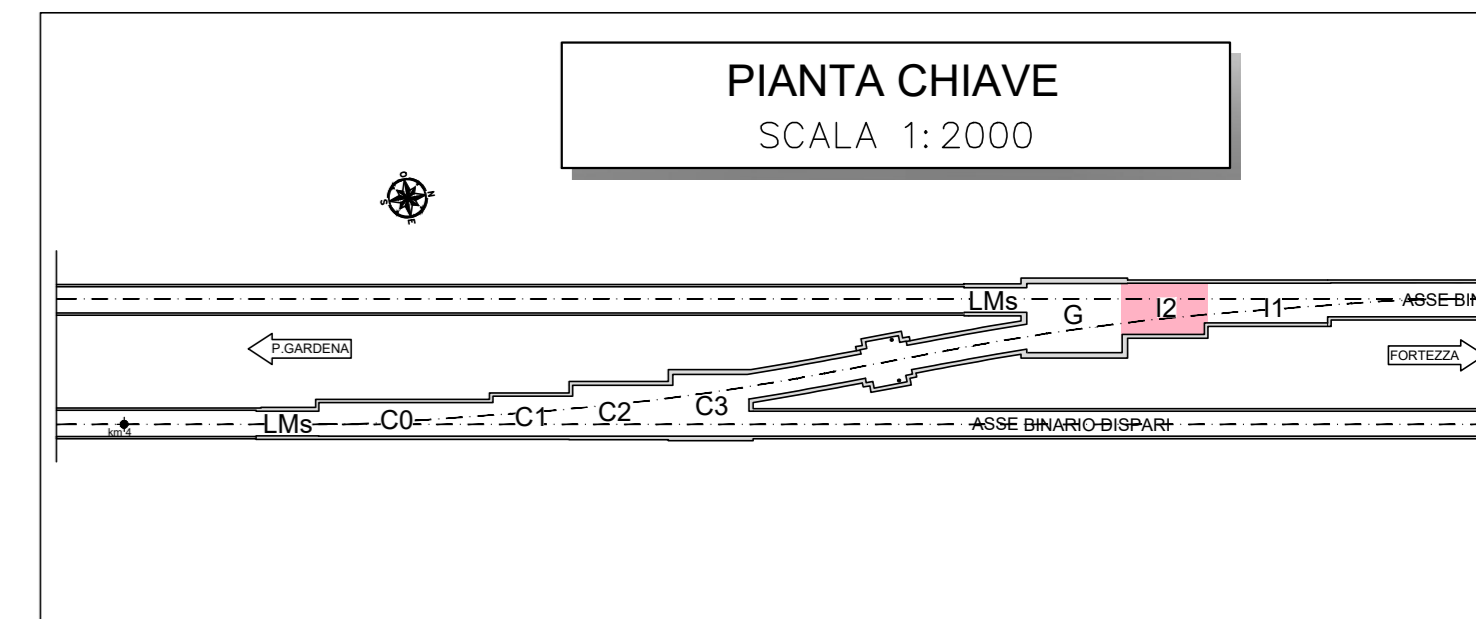 PIANTA CHIAVE
SCALA 1:2000
O
N
S
E
LMs
G
I2
I1
ASSE BIN
P.GARDENA
FORTEZZA
LMs
C0
C1
C2
C3
ASSE BINARIO DISPARI
km 4